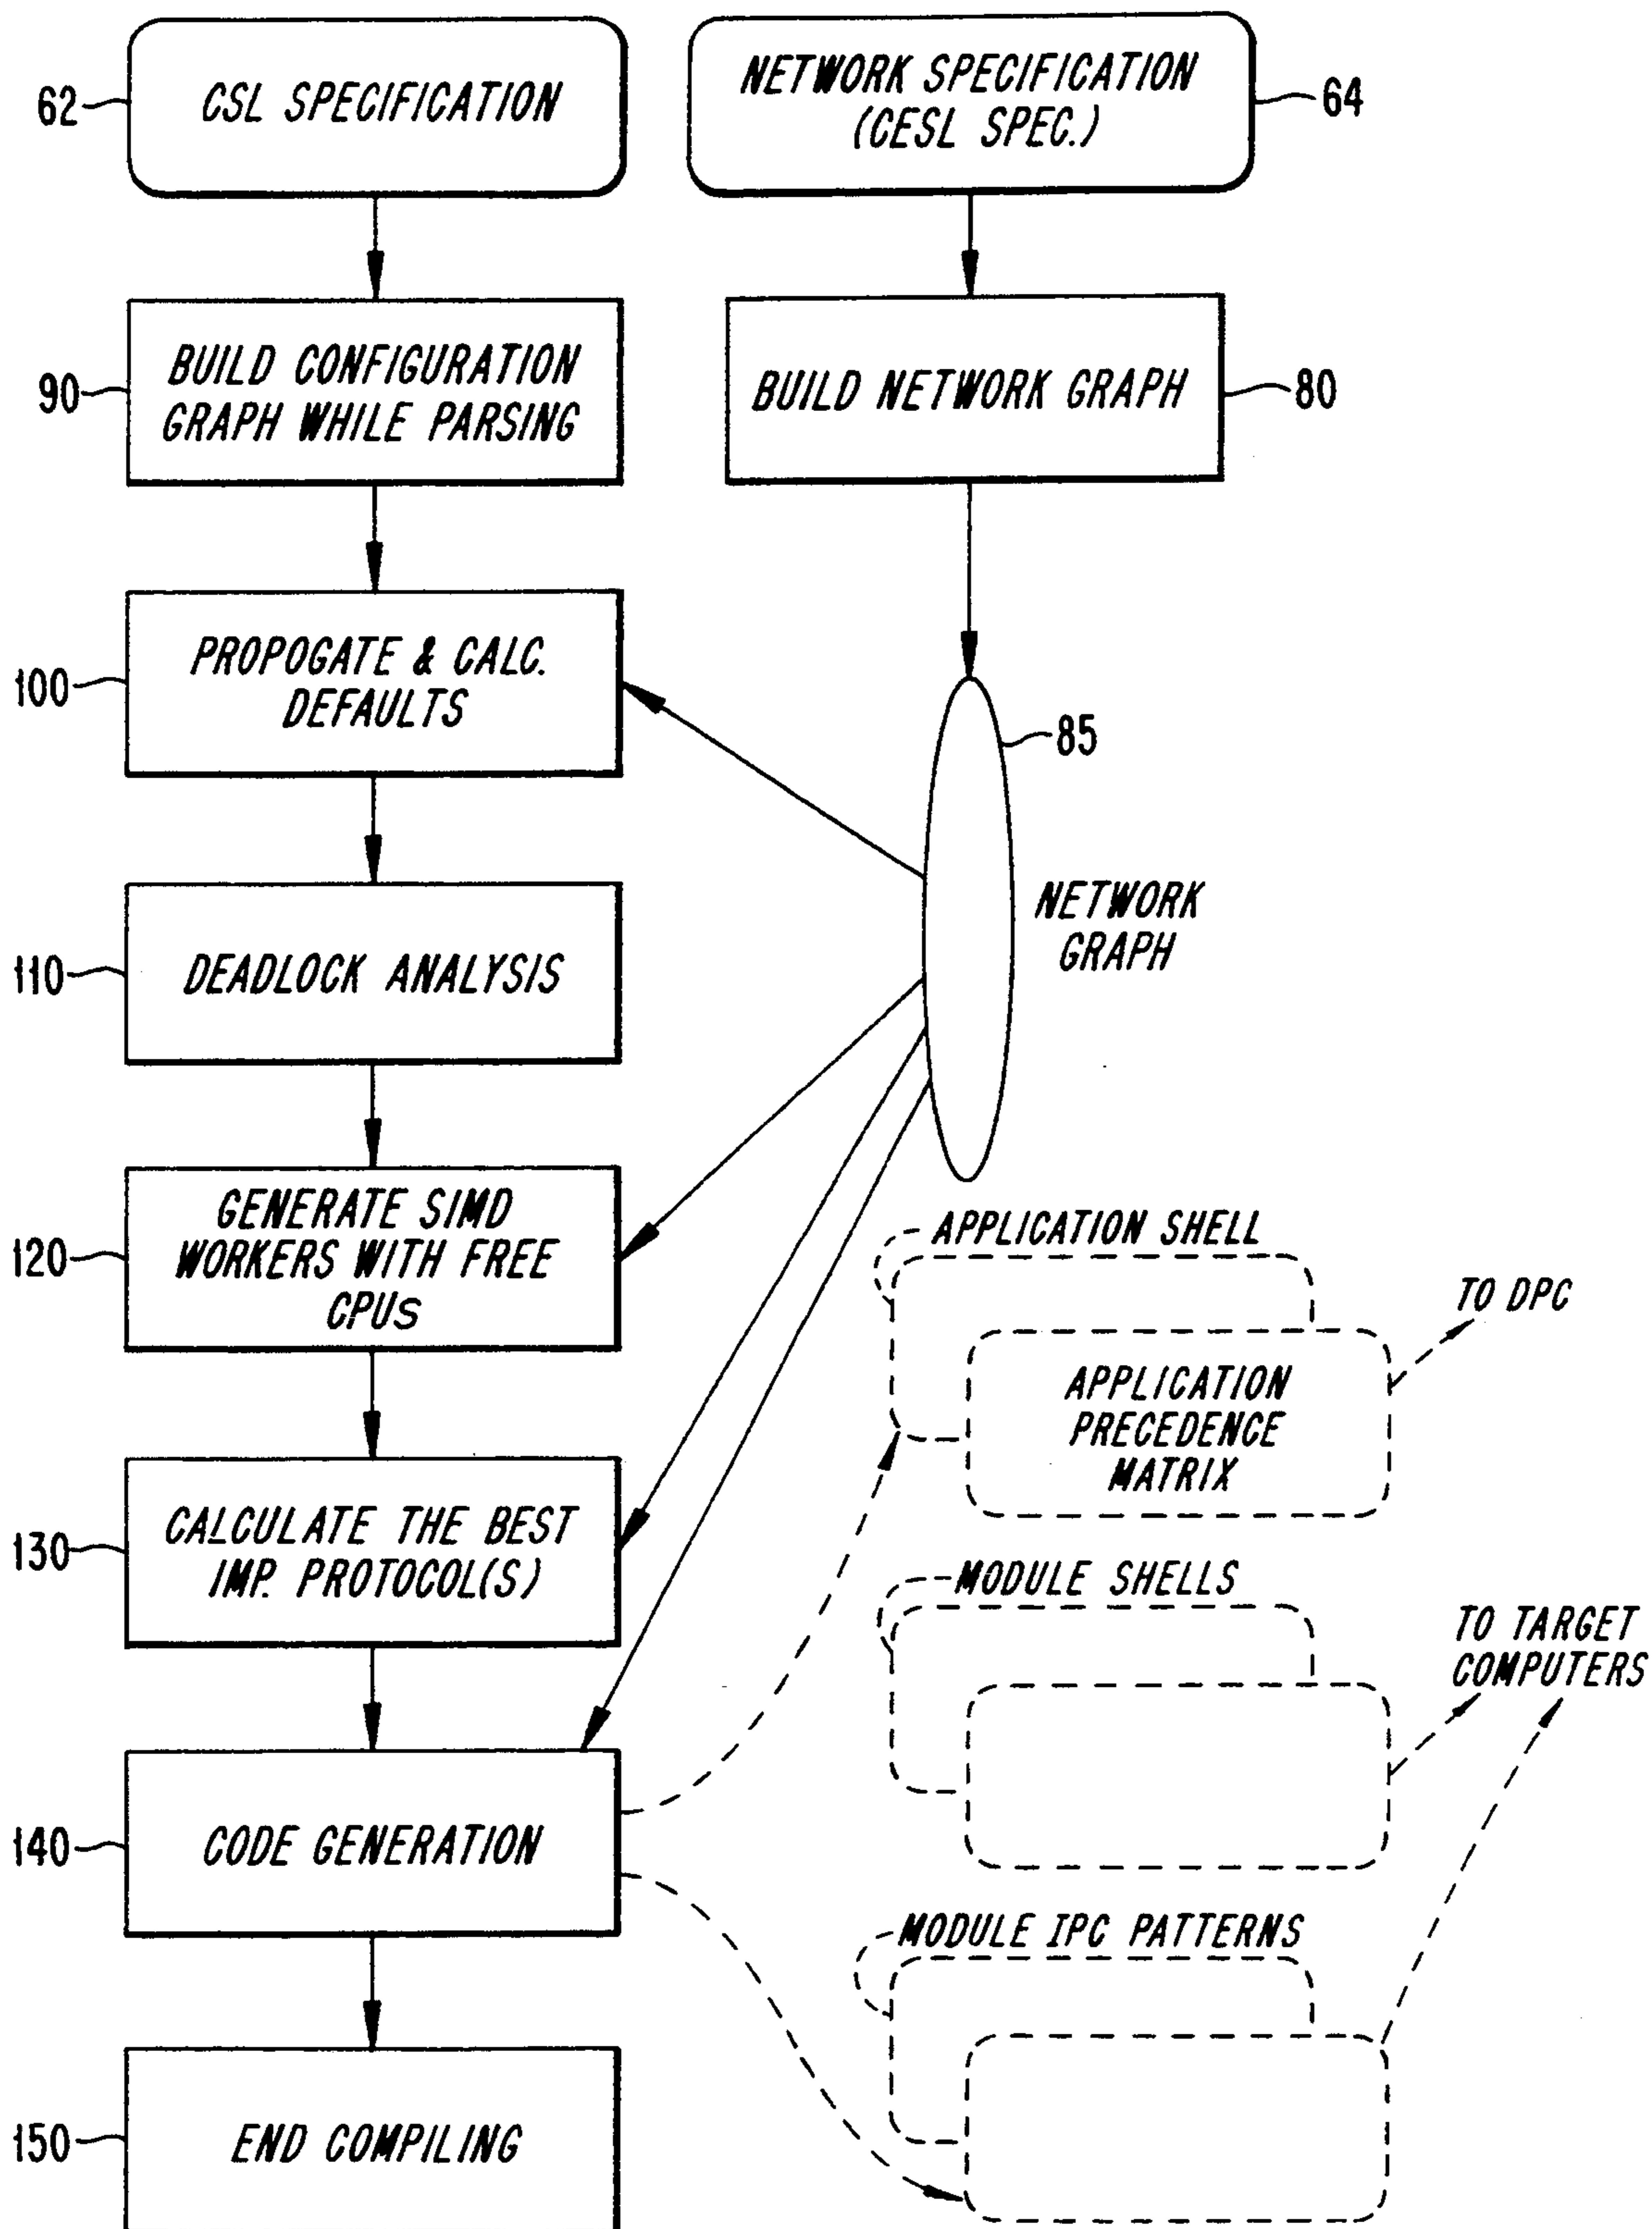 CSL SPECIFICATION
62
NETWORK SPECIFICATION
(CESL SPEC.)
64
BUILD CONFIGURATION
GRAPH WHILE PARSING
90
BUILD NETWORK GRAPH
80
PROPOGATE & CALC.
DEFAULTS
100
85
NETWORK
GRAPH
DEADLOCK ANALYSIS
110
GENERATE SIMD
WORKERS WITH FREE
CPUS
120
APPLICATION SHELL
TO DPC
APPLICATION
PRECEDENCE
MATRIX
CALCULATE THE BEST
IMP. PROTOCOL(S)
130
MODULE SHELLS
TO TARGET
COMPUTERS
CODE GENERATION
140
MODULE IPC PATTERNS
END COMPILING
150